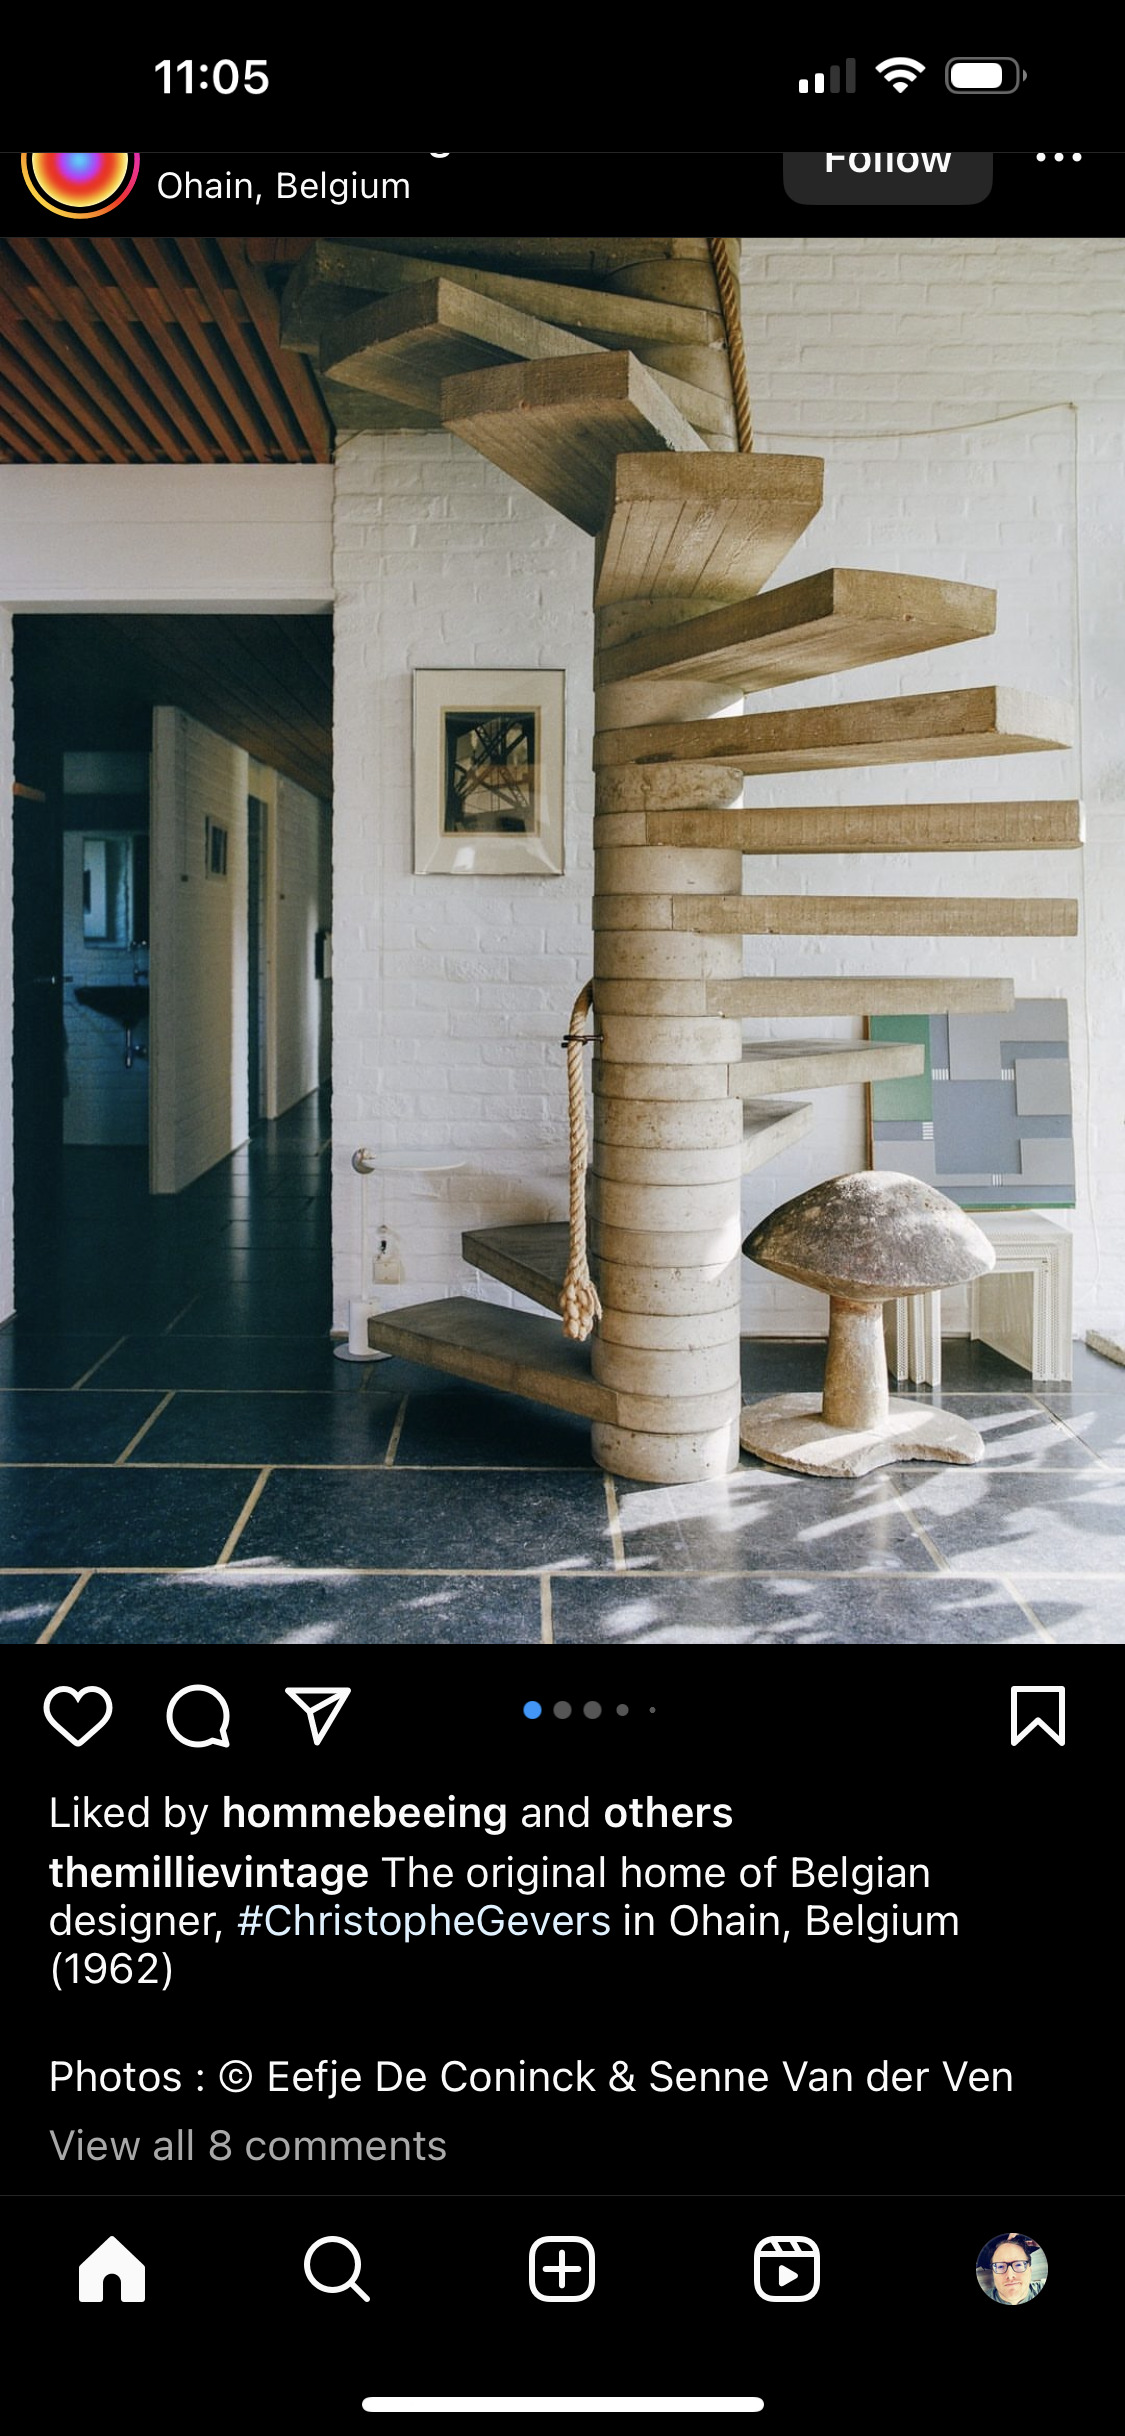 11:05
Ohain, Belgium
Follow
Liked by hommebeeing and others
themillievintage The original home of Belgian
designer, #ChristopheGevers in Ohain, Belgium
(1962)
Photos : © Eefje De Coninck & Senne Van der Ven
View all 8 comments